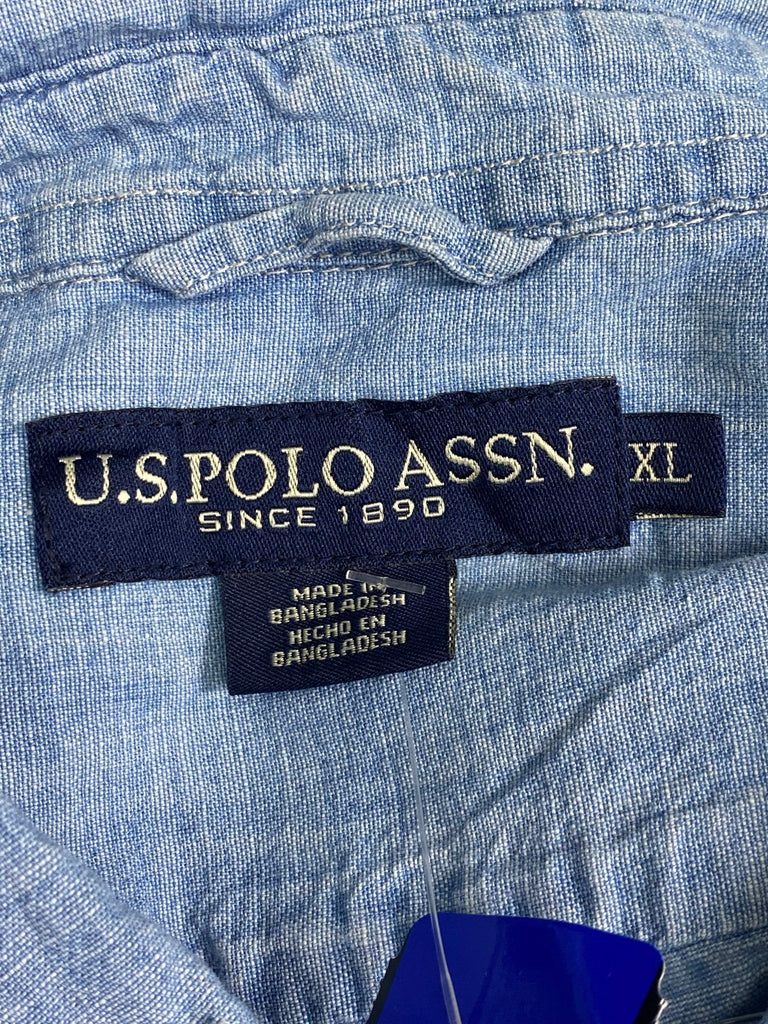 U.S. POLO ASSN.
SINCE 1890
XL
MADE IN
BANGLADESH
HECHO EN
BANGLADESH